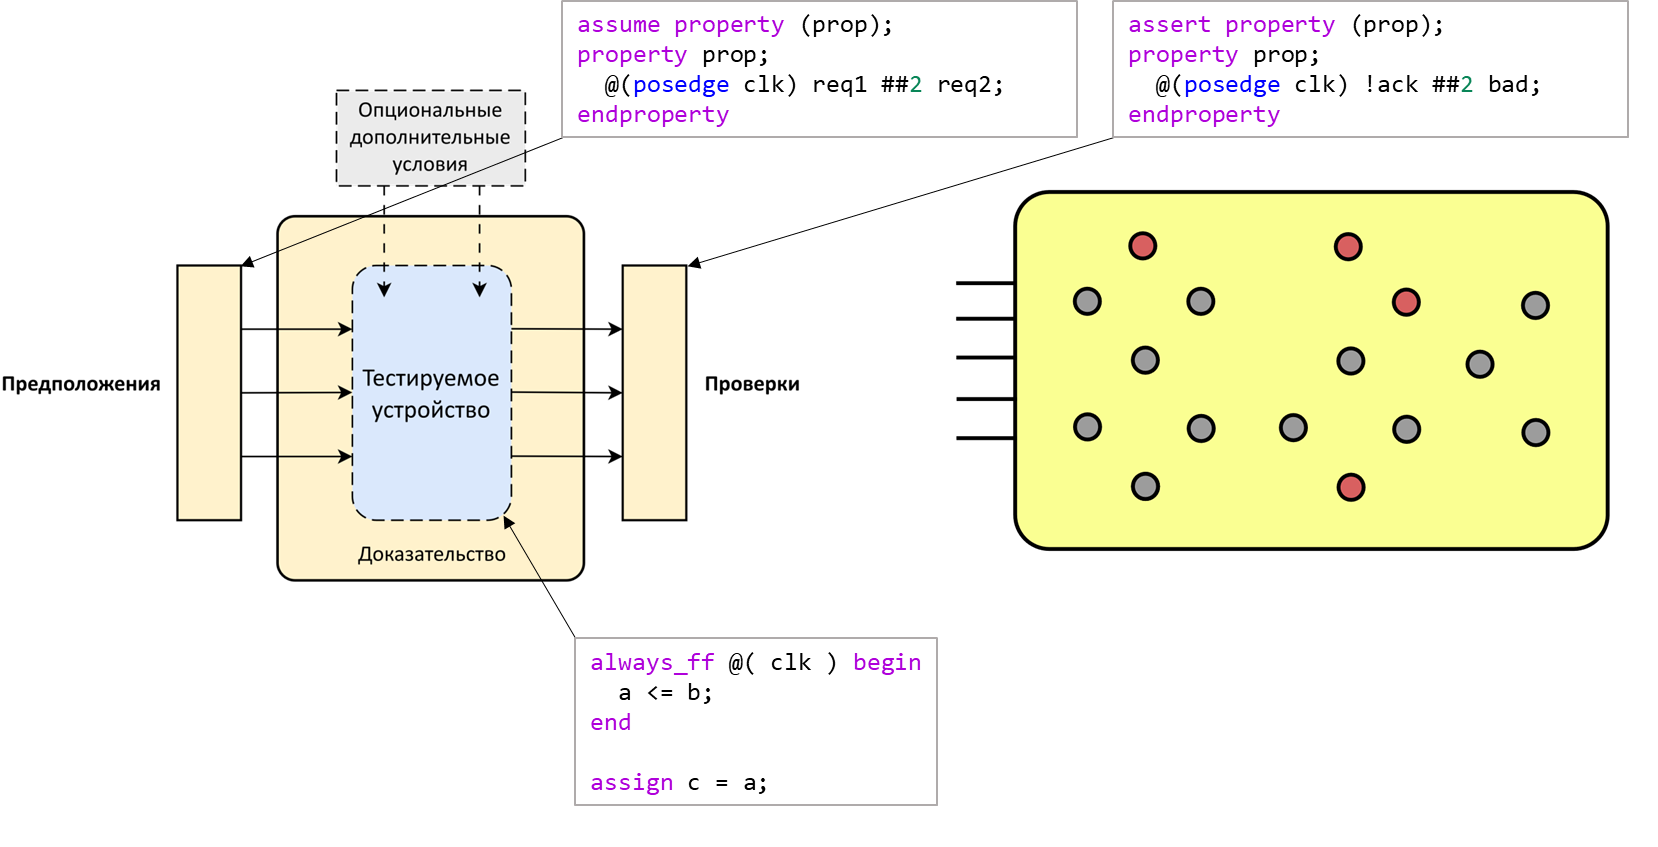 assume property (prop);
property prop;
  @(posedge clk) req1 ##2 req2;
endproperty
assert property (prop);
property prop;
  @(posedge clk) !ack ##2 bad;
endproperty
Опциональные
дополнительные
условия
Предположения
Тестируемое
устройство
Проверки
Доказательство
always_ff @( clk ) begin
  a <= b;
end
assign c = a;